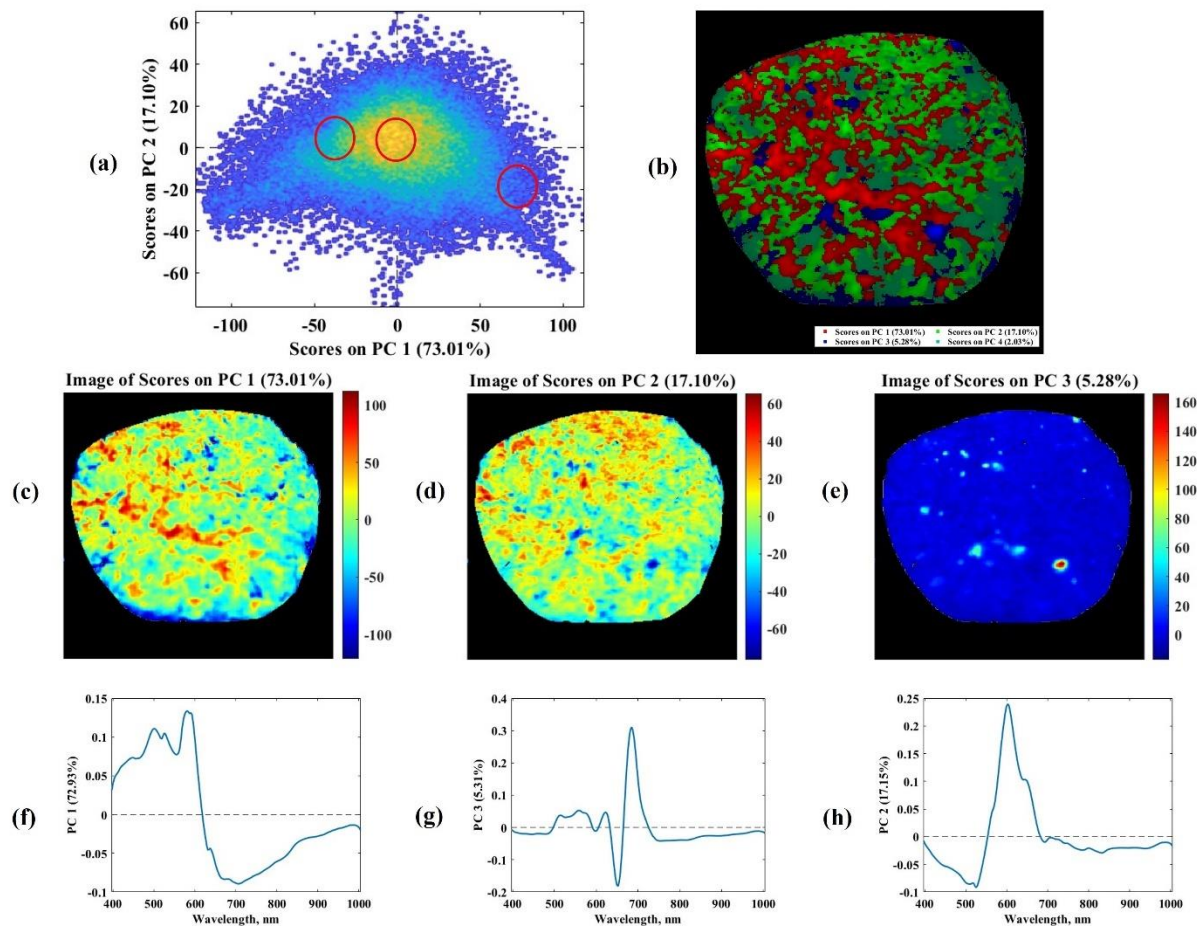 (a)
Scores on PC 2 (17.10%)
60
40
20
0
-20
-40
-60
-100
-50
0
50
100
Scores on PC 1 (73.01%)
(b)
Scores on PC 1 (73.01%)
Scores on PC 2 (17.10%)
Scores on PC 3 (5.28%)
Scores on PC 4 (2.03%)
Image of Scores on PC 1 (73.01%)
(c)
100
50
0
-50
-100
Image of Scores on PC 2 (17.10%)
(d)
60
40
20
0
-20
-40
-60
Image of Scores on PC 3 (5.28%)
(e)
160
140
120
100
80
60
40
20
0
(f)
PC 1 (72.93%)
0.15
0.1
0.05
0
-0.05
-0.1
400 500 600 700 800 900 1000
Wavelength, nm
(g)
PC 3 (5.31%)
0.4
0.3
0.2
0.1
0
-0.1
-0.2
400 500 600 700 800 900 1000
Wavelength, nm
(h)
PC 2 (17.15%)
0.25
0.2
0.15
0.1
0.05
0
-0.05
-0.1
400 500 600 700 800 900 1000
Wavelength, nm